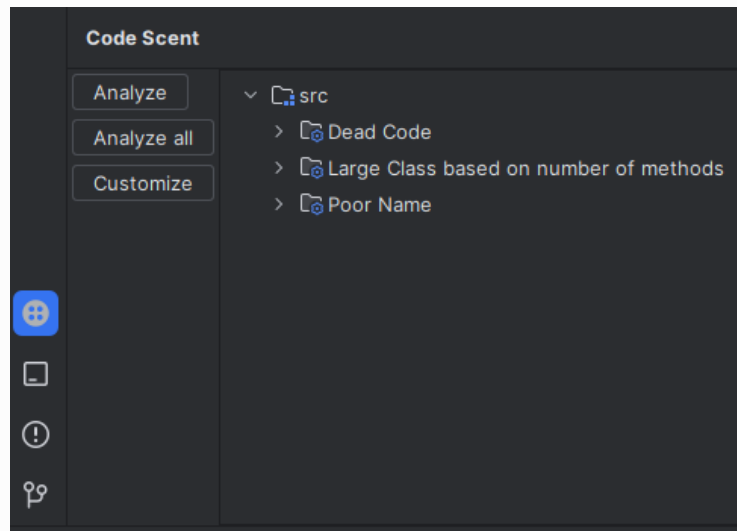 Code Scent
Analyze
Analyze all
Customize
src
Dead Code
Large Class based on number of methods
Poor Name